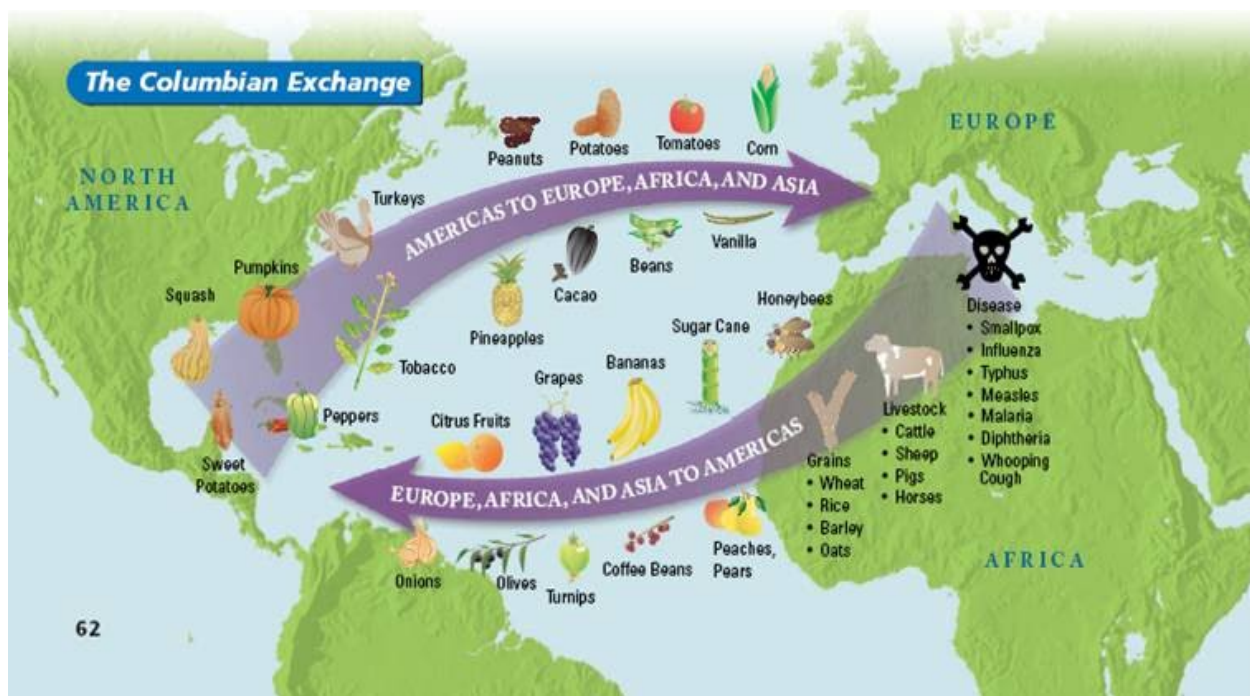 The Columbian Exchange
NORTH
AMERICA
EUROPE
AFRICA
AMERICAS TO EUROPE, AFRICA, AND ASIA
Peanuts
Potatoes
Tomatoes
Corn
Turkeys
Pumpkins
Squash
Tobacco
Peppers
Sweet
Potatoes
Pineapples
Cacao
Beans
Vanilla
EUROPE, AFRICA, AND ASIA TO AMERICAS
Citrus Fruits
Grapes
Bananas
Sugar Cane
Honeybees
Onions
Olives
Turnips
Coffee Beans
Peaches,
Pears
Grains
• Wheat
• Rice
• Barley
• Oats
Livestock
• Cattle
• Sheep
• Pigs
• Horses
Disease
• Smallpox
• Influenza
• Typhus
• Measles
• Malaria
• Diphtheria
• Whooping
Cough
62